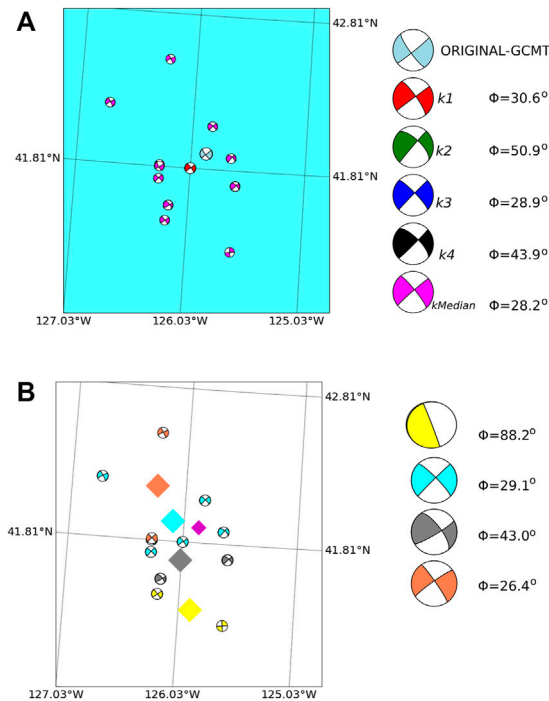 A
42.81°N
ORIGINAL-GCMT
k1 Φ=30.6°
k2 Φ=50.9°
41.81°N
41.81°N
k3 Φ=28.9°
k4 Φ=43.9°
kMedian Φ=28.2°
127.03°W 126.03°W 125.03°W
B
42.81°N
Φ=88.2°
Φ=29.1°
41.81°N
41.81°N
Φ=43.0°
Φ=26.4°
127.03°W 126.03°W 125.03°W